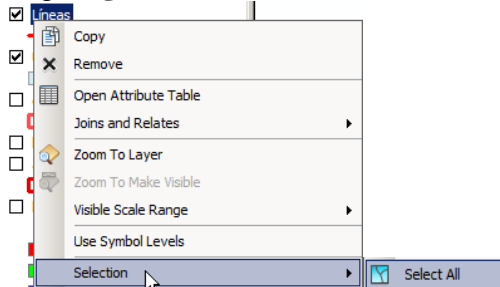 Líneas
Copy
Remove
Open Attribute Table
Joins and Relates
Zoom To Layer
Zoom To Make Visible
Visible Scale Range
Use Symbol Levels
Selection
Select All